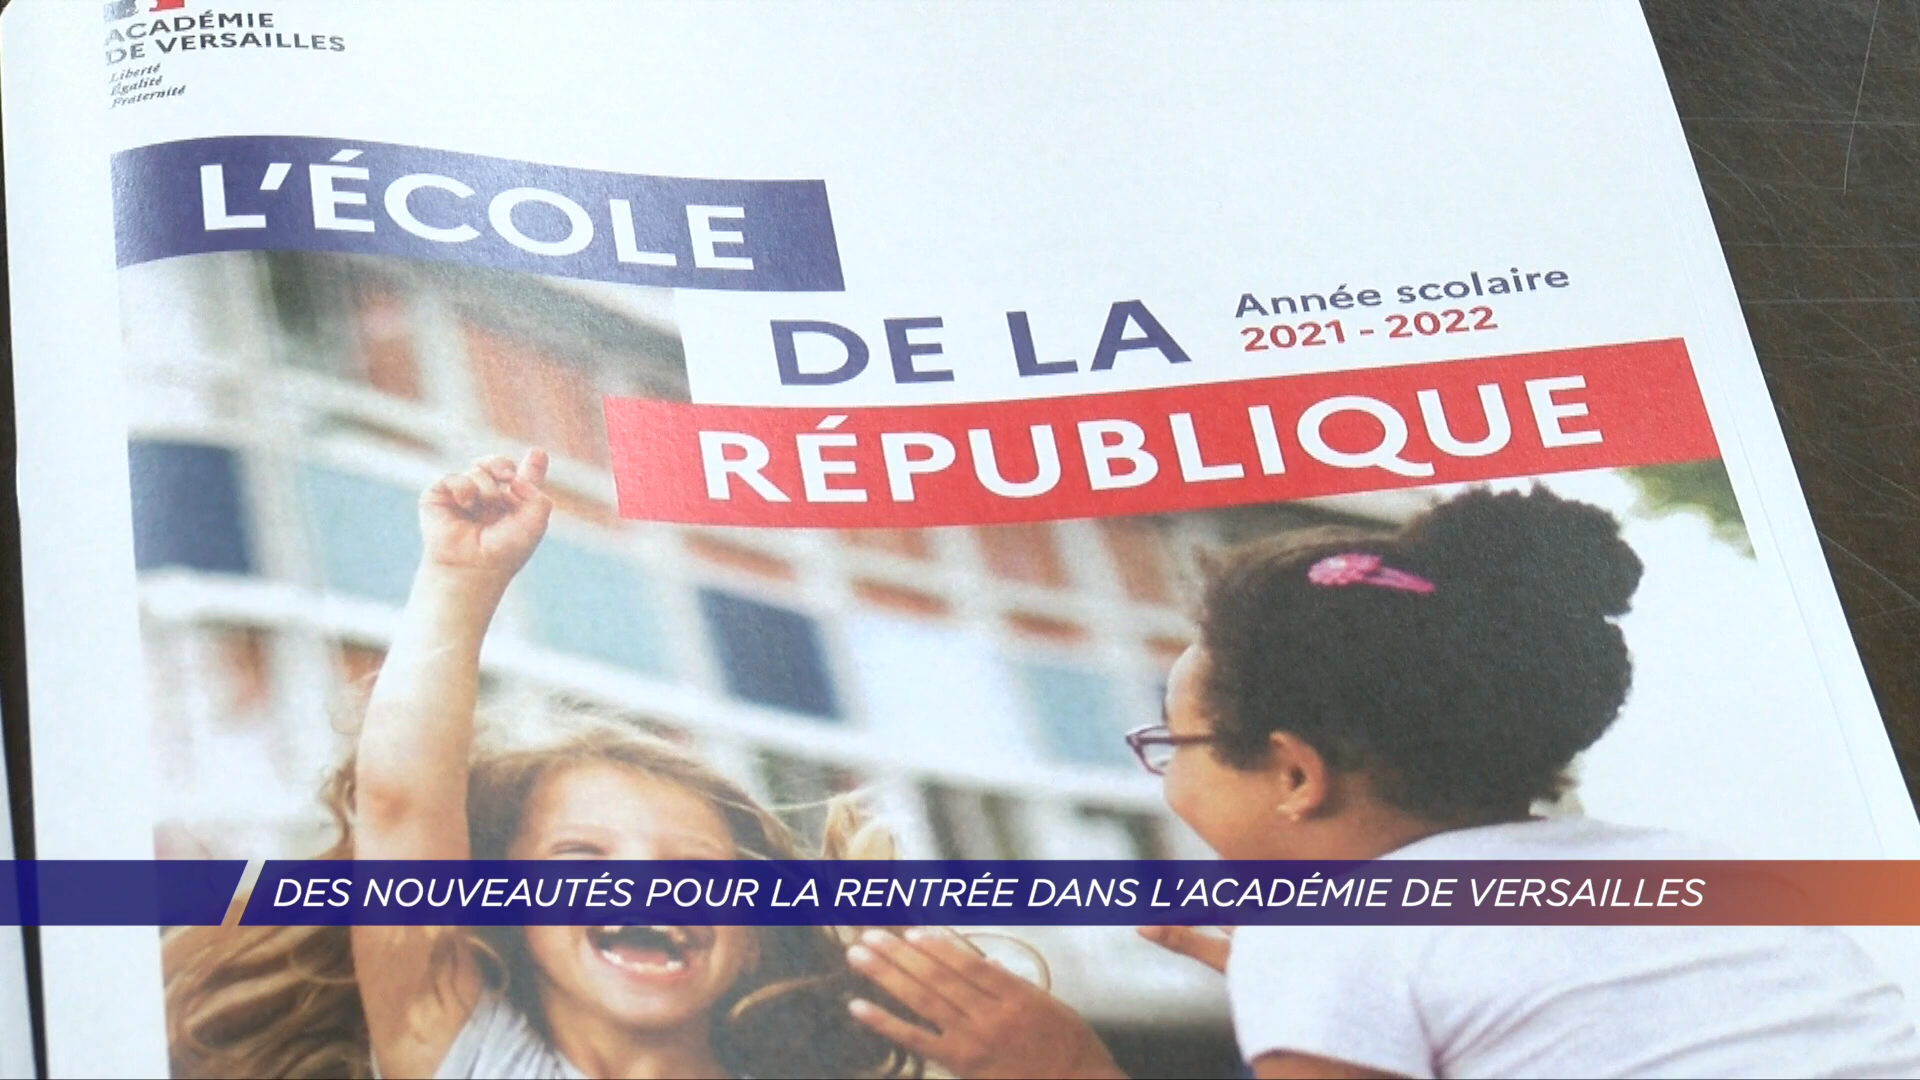 ACADÉMIE
DE VERSAILLES
Liberté
Égalité
Fraternité
L'ÉCOLE
DE LA
Année scolaire
2021 - 2022
RÉPUBLIQUE
DES NOUVEAUTÉS POUR LA RENTRÉE DANS L'ACADÉMIE DE VERSAILLES